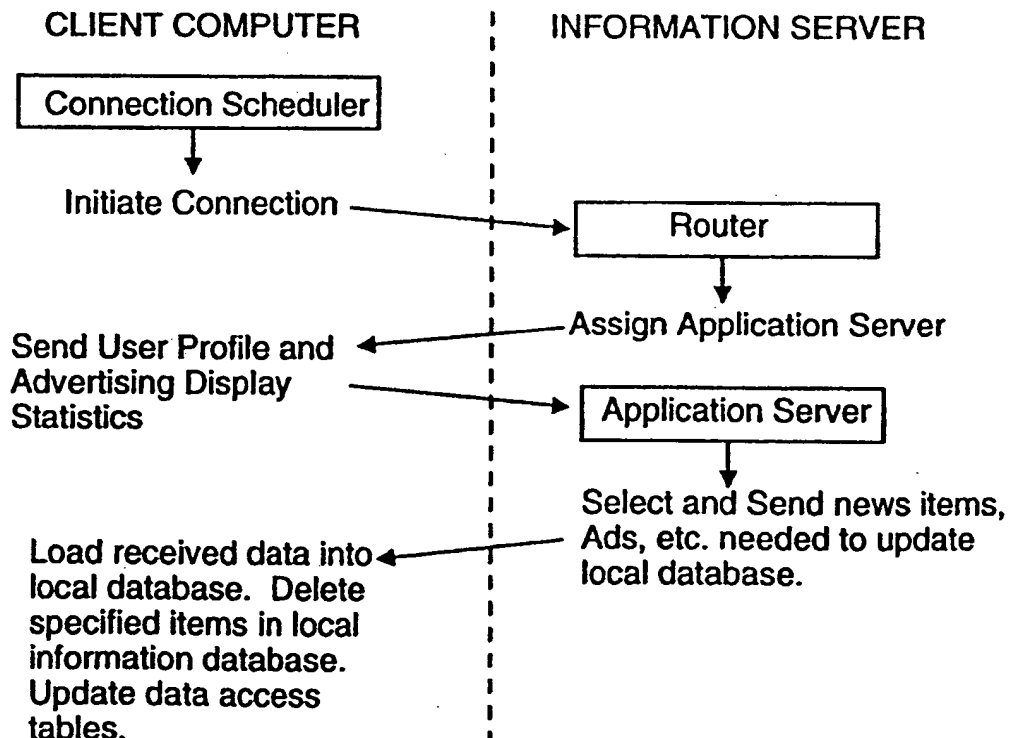 CLIENT COMPUTER
INFORMATION SERVER
Connection Scheduler
Initiate Connection
Router
Assign Application Server
Send User Profile and
Advertising Display
Statistics
Application Server
Select and Send news items,
Ads, etc. needed to update
local database.
Load received data into
local database. Delete
specified items in local
information database.
Update data access
tables.